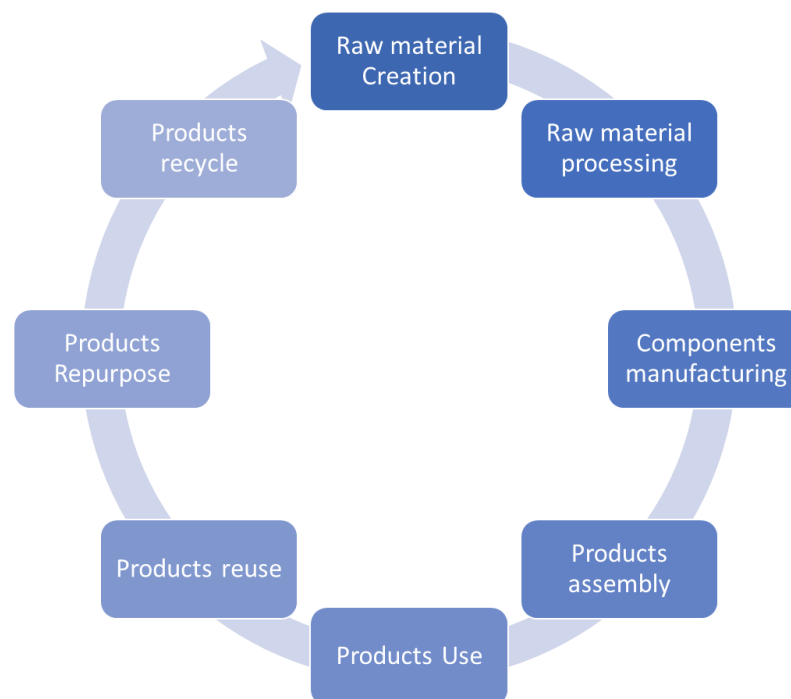 Raw material
Creation
Raw material
processing
Components
manufacturing
Products
assembly
Products Use
Products reuse
Products
Repurpose
Products
recycle